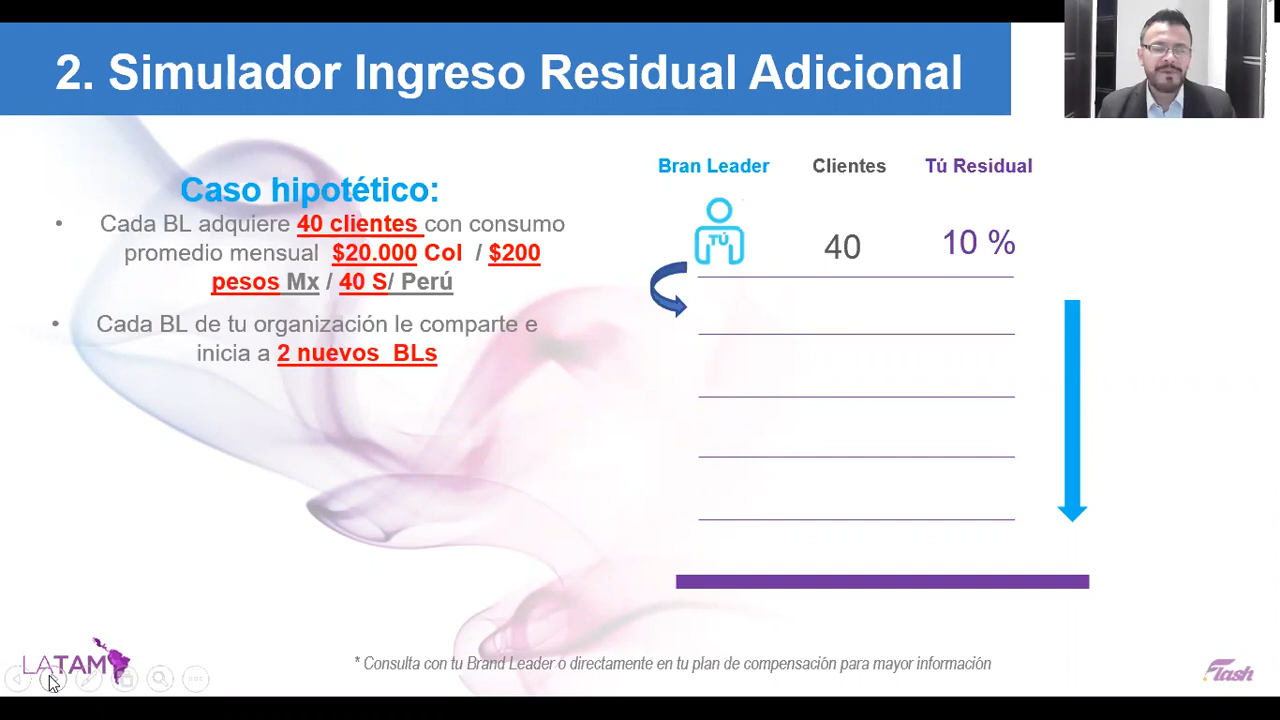 2. Simulador Ingreso Residual Adicional
Caso hipotético:
• Cada BL adquiere 40 clientes con consumo
promedio mensual $20.000 Col / $200
pesos Mx / 40 S/ Perú
• Cada BL de tu organización le comparte e
inicia a 2 nuevos BLs
Bran Leader Clientes Tú Residual
TÚ 40 10 %
* Consulta con tu Brand Leader o directamente en tu plan de compensación para mayor información
LATAM
Flash